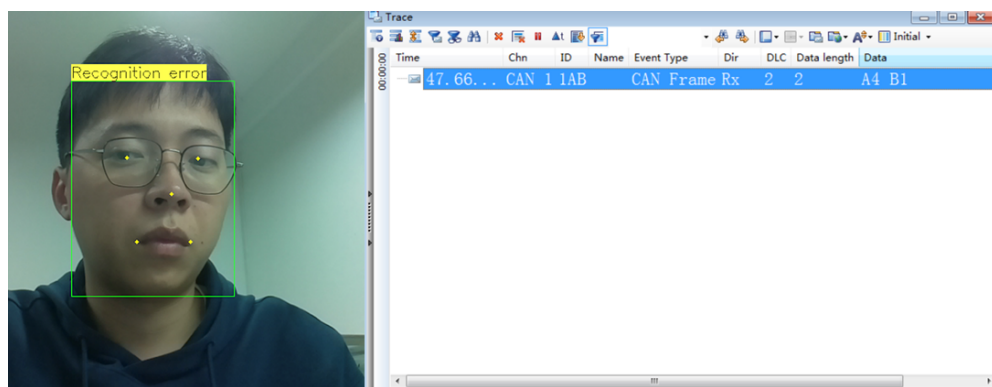 Recognition error
Trace
Initial
Time Chn ID Name Event Type Dir DLC Data length Data
00:00:00
47.66... CAN 1 1AB CAN Frame Rx 2 2 A4 B1